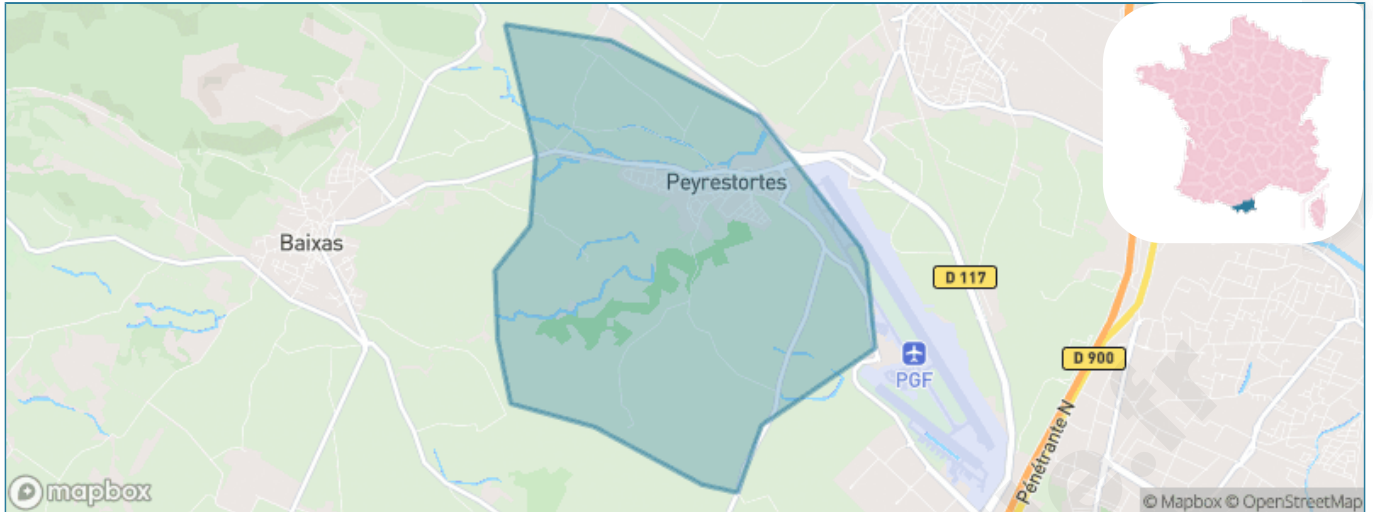 Peyrestortes
Baixas
D 117
D 900
PGF
Pénétrante N
mapbox
© Mapbox © OpenStreetMap